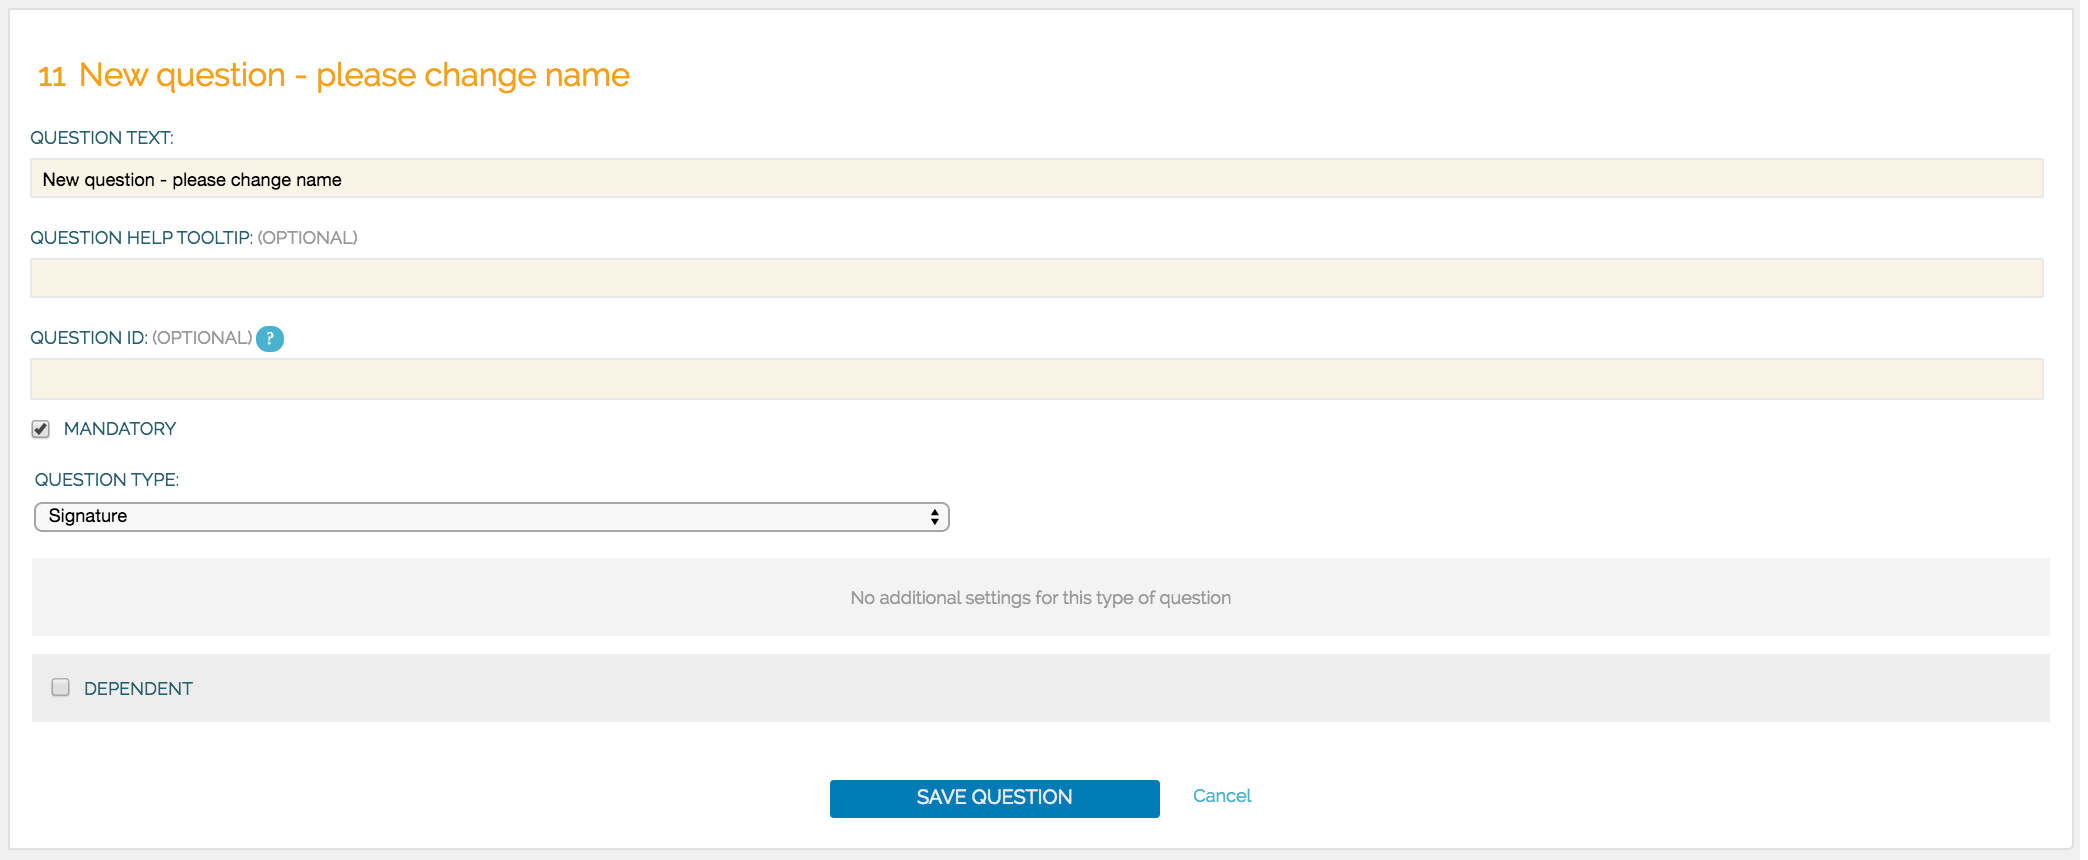 11 New question - please change name
QUESTION TEXT:
New question - please change name
QUESTION HELP TOOLTIP: (OPTIONAL)
QUESTION ID: (OPTIONAL) ?
MANDATORY
QUESTION TYPE:
Signature
No additional settings for this type of question
DEPENDENT
SAVE QUESTION Cancel